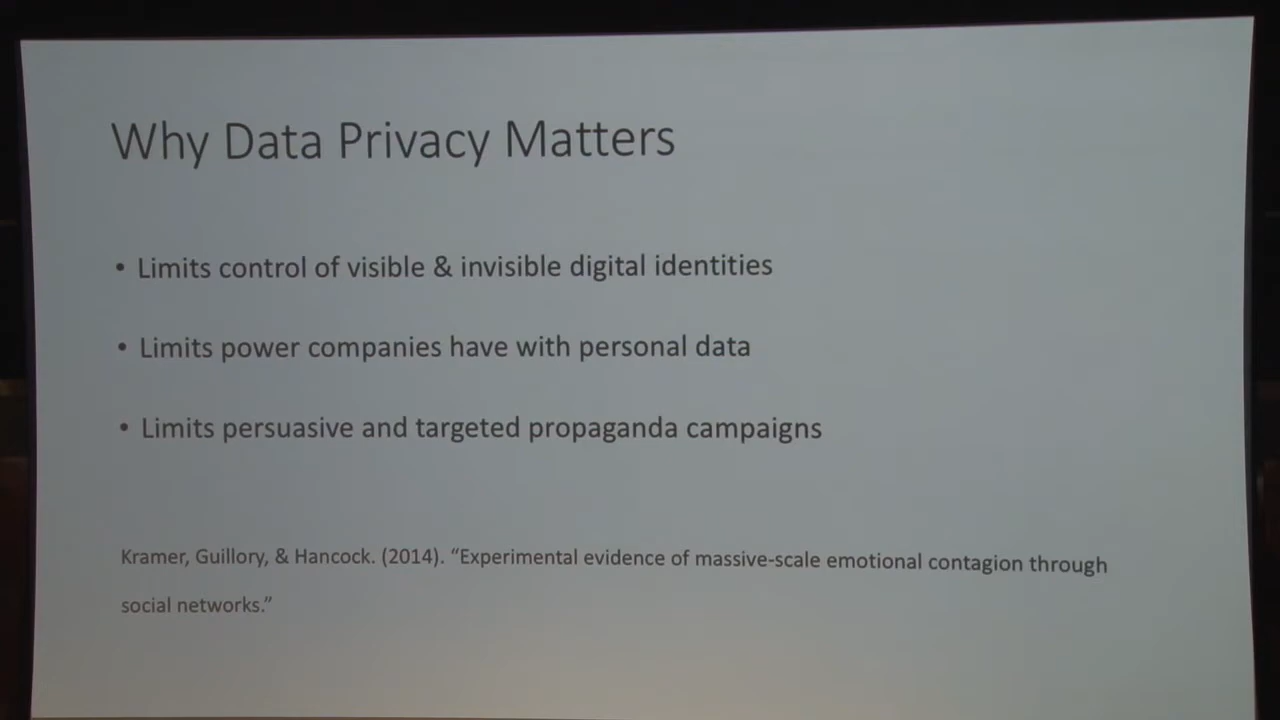 Why Data Privacy Matters
• Limits control of visible & invisible digital identities
• Limits power companies have with personal data
• Limits persuasive and targeted propaganda campaigns
Kramer, Guillory, & Hancock. (2014). “Experimental evidence of massive-scale emotional contagion through
social networks.”